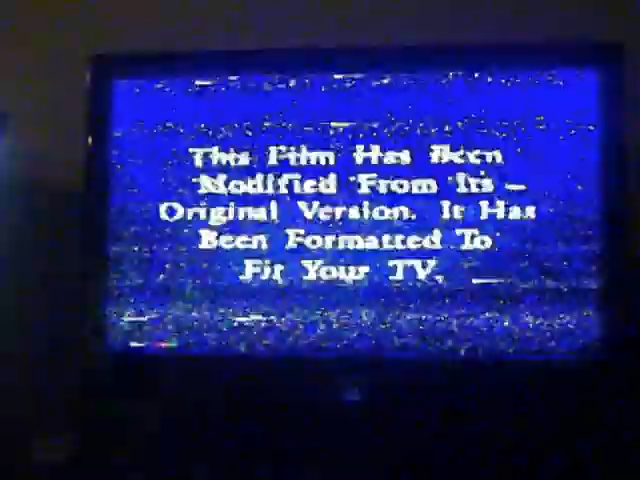 This Film Has Been
Modified From Its
Original Version. It Has
Been Formatted To
Fit Your TV.